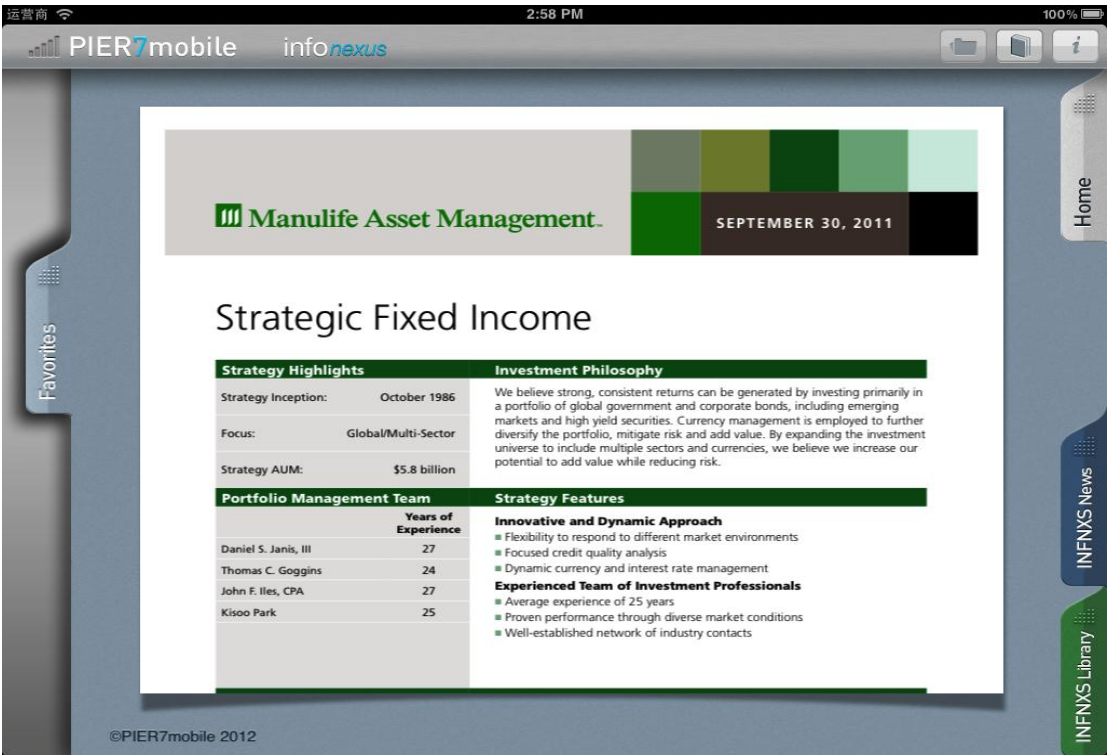 运营商 2:58 PM 100%
PIER7mobile infonexus i
Manulife Asset Management™
SEPTEMBER 30, 2011
Strategic Fixed Income
Strategy Highlights
Strategy Inception: October 1986
Focus: Global/Multi-Sector
Strategy AUM: $5.8 billion
Investment Philosophy
We believe strong, consistent returns can be generated by investing primarily in
a portfolio of global government and corporate bonds, including emerging
markets and high yield securities. Currency management is employed to further
diversify the portfolio, mitigate risk and add value. By expanding the investment
universe to include multiple sectors and currencies, we believe we increase our
potential to add value while reducing risk.
Portfolio Management Team
Years of
Experience
Daniel S. Janis, III 27
Thomas C. Goggins 24
John F. Iles, CPA 27
Kisoo Park 25
Strategy Features
Innovative and Dynamic Approach
■ Flexibility to respond to different market environments
■ Focused credit quality analysis
■ Dynamic currency and interest rate management
Experienced Team of Investment Professionals
■ Average experience of 25 years
■ Proven performance through diverse market conditions
■ Well-established network of industry contacts
Favorites
Home
INFNXS News
INFNXS Library
©PIER7mobile 2012